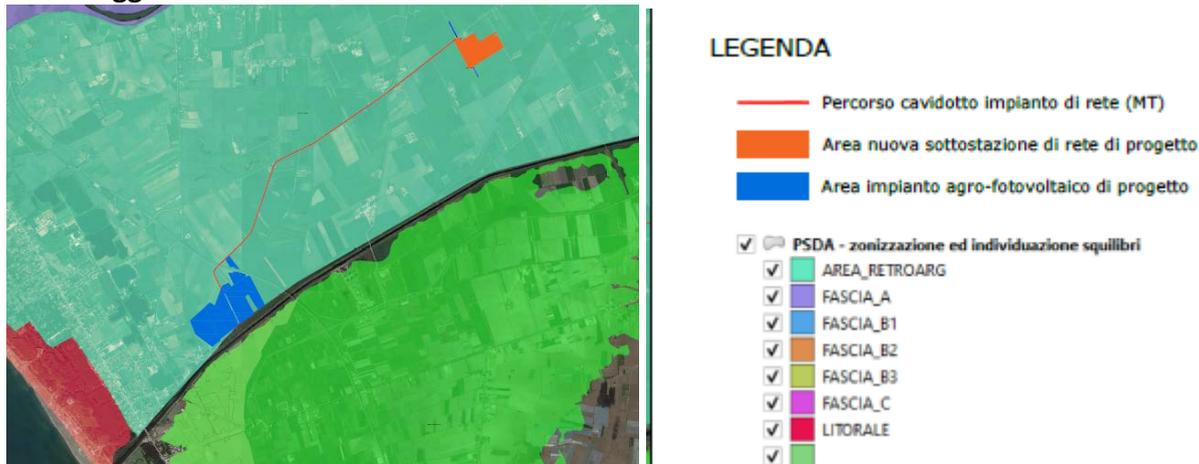 LEGENDA
Percorso cavidotto impianto di rete (MT)
Area nuova sottostazione di rete di progetto
Area impianto agro-fotovoltaico di progetto
PSDA - zonizzazione ed individuazione squilibri
AREA_RETROARG
FASCIA_A
FASCIA_B1
FASCIA_B2
FASCIA_B3
FASCIA_C
LITORALE